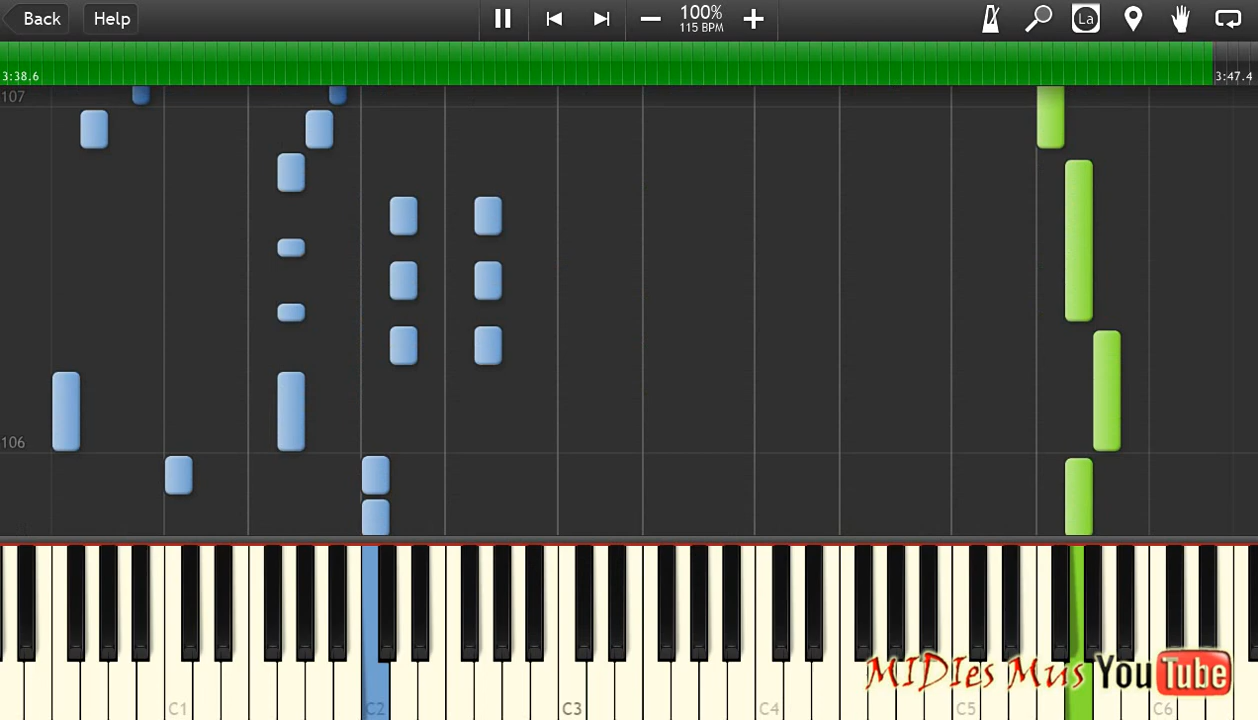 Back Help 100%
115 BPM
La
3:38.6 3:47.4
107
106
MIDIes Mus YouTube
C1 C2 C3 C4 C5 C6